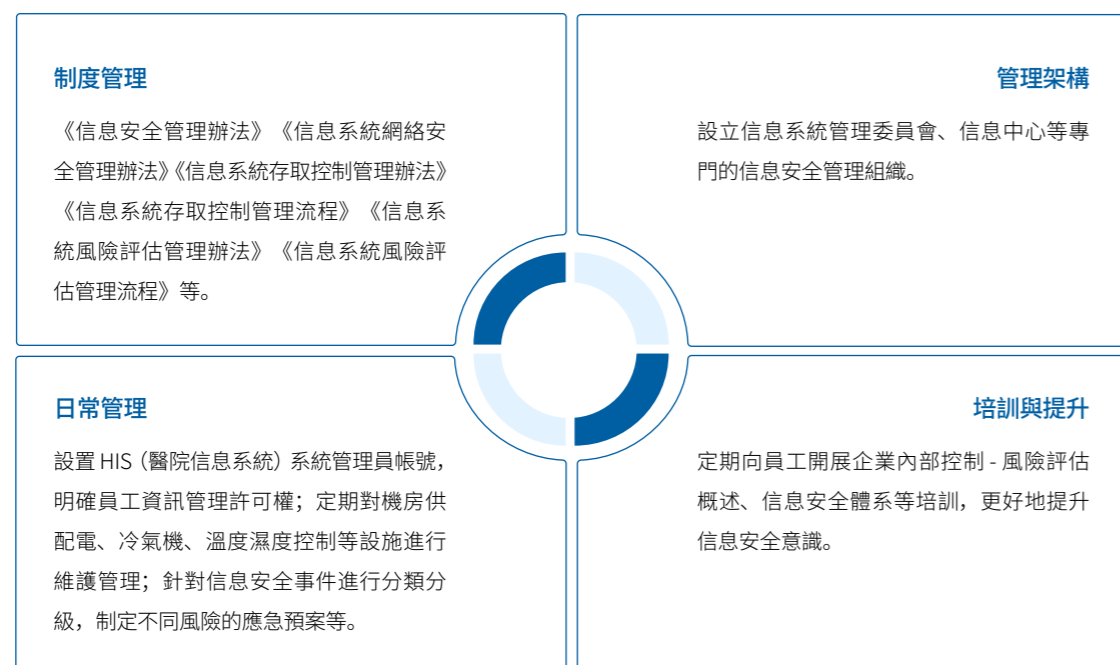 制度管理
《信息安全管理辦法》《信息系統網絡安
全管理辦法》《信息系統存取控制管理辦法》
《信息系統存取控制管理流程》《信息系
統風險評估管理辦法》《信息系統風險評
估管理流程》等。
管理架構
設立信息系統管理委員會、信息中心等專
門的信息安全管理組織。
日常管理
設置 HIS（醫院信息系統）系統管理員帳號，
明確員工資訊管理許可權；定期對機房供
配電、冷氣機、溫度濕度控制等設施進行
維護管理；針對信息安全事件進行分類分
級，制定不同風險的應急預案等。
培訓與提升
定期向員工開展企業內部控制 - 風險評估
概述、信息安全體系等培訓，更好地提升
信息安全意識。